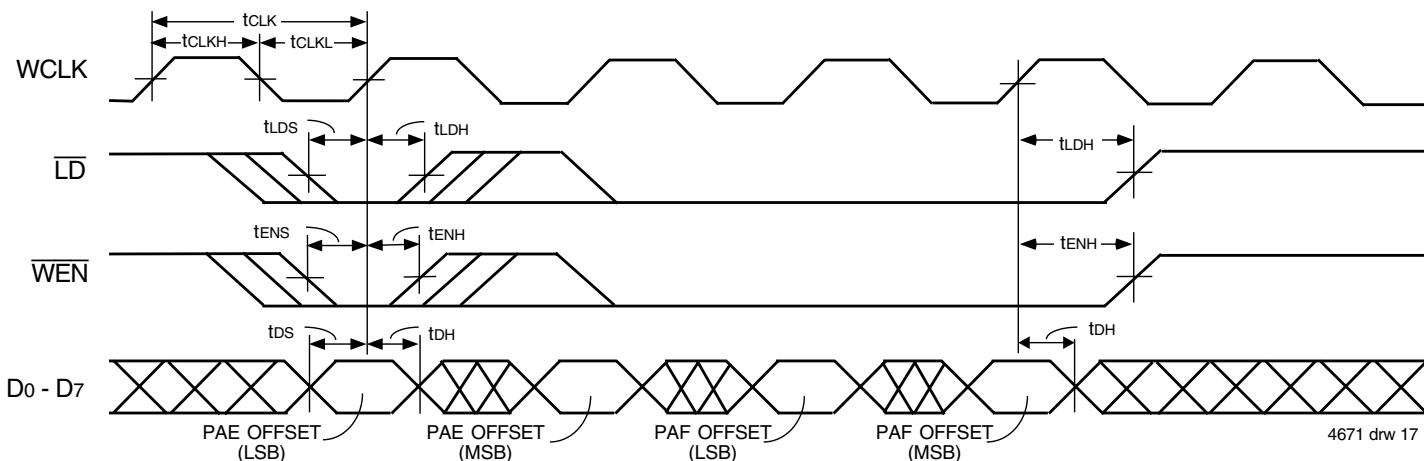 tCLK
tCLKH
tCLKL
WCLK
tLDS
tLDH
tLDH
LD
tENS
tENH
tENH
WEN
tDS
tDH
tDH
D0 - D7
PAE OFFSET
(LSB)
PAE OFFSET
(MSB)
PAF OFFSET
(LSB)
PAF OFFSET
(MSB)
4671 drw 17